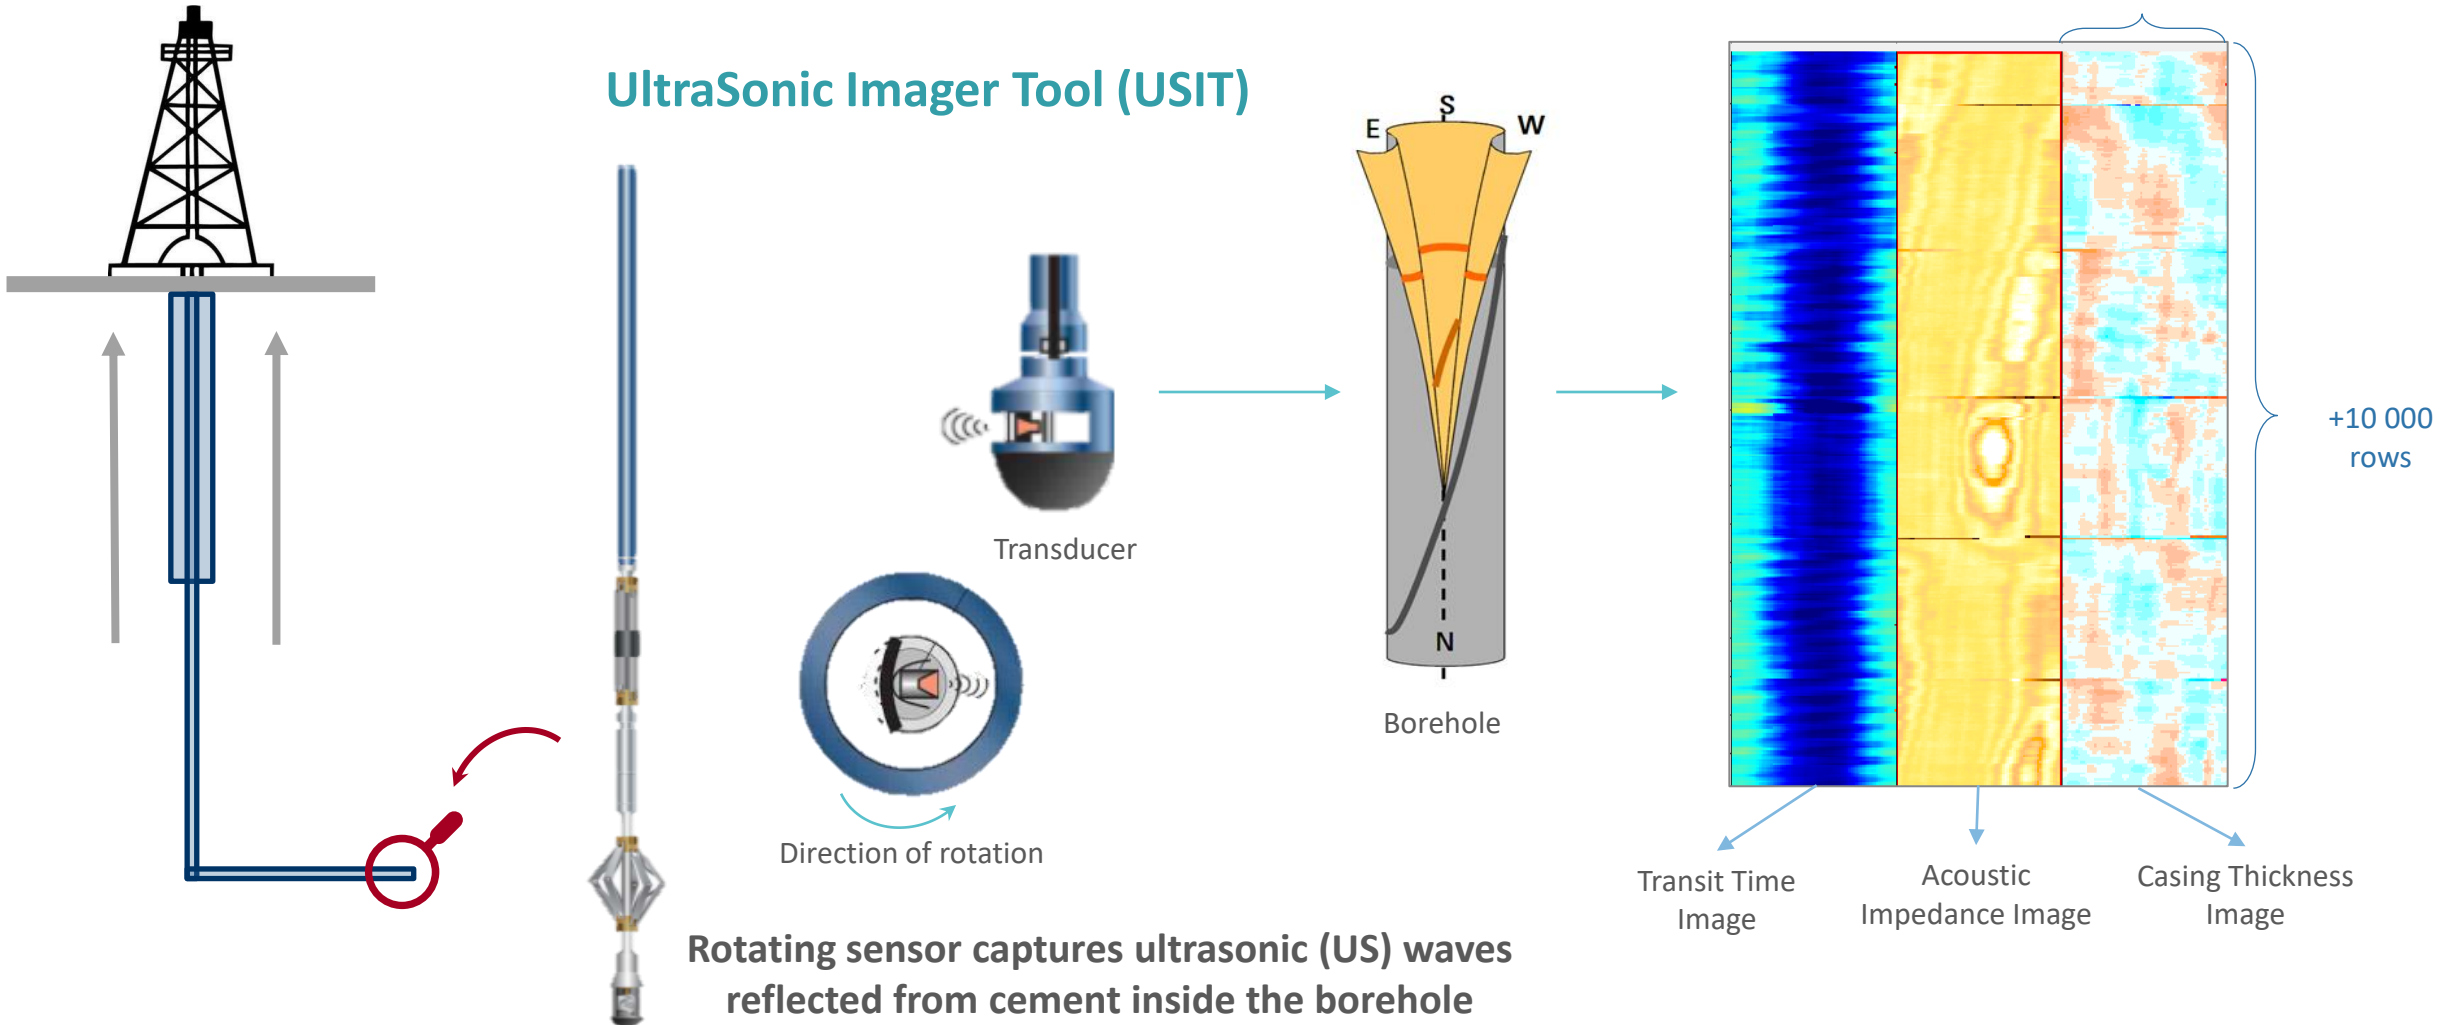 UltraSonic Imager Tool (USIT)
S
E
W
N
Transducer
Borehole
Direction of rotation
+10 000
rows
Transit Time
Image
Acoustic
Impedance Image
Casing Thickness
Image
Rotating sensor captures ultrasonic (US) waves
reflected from cement inside the borehole